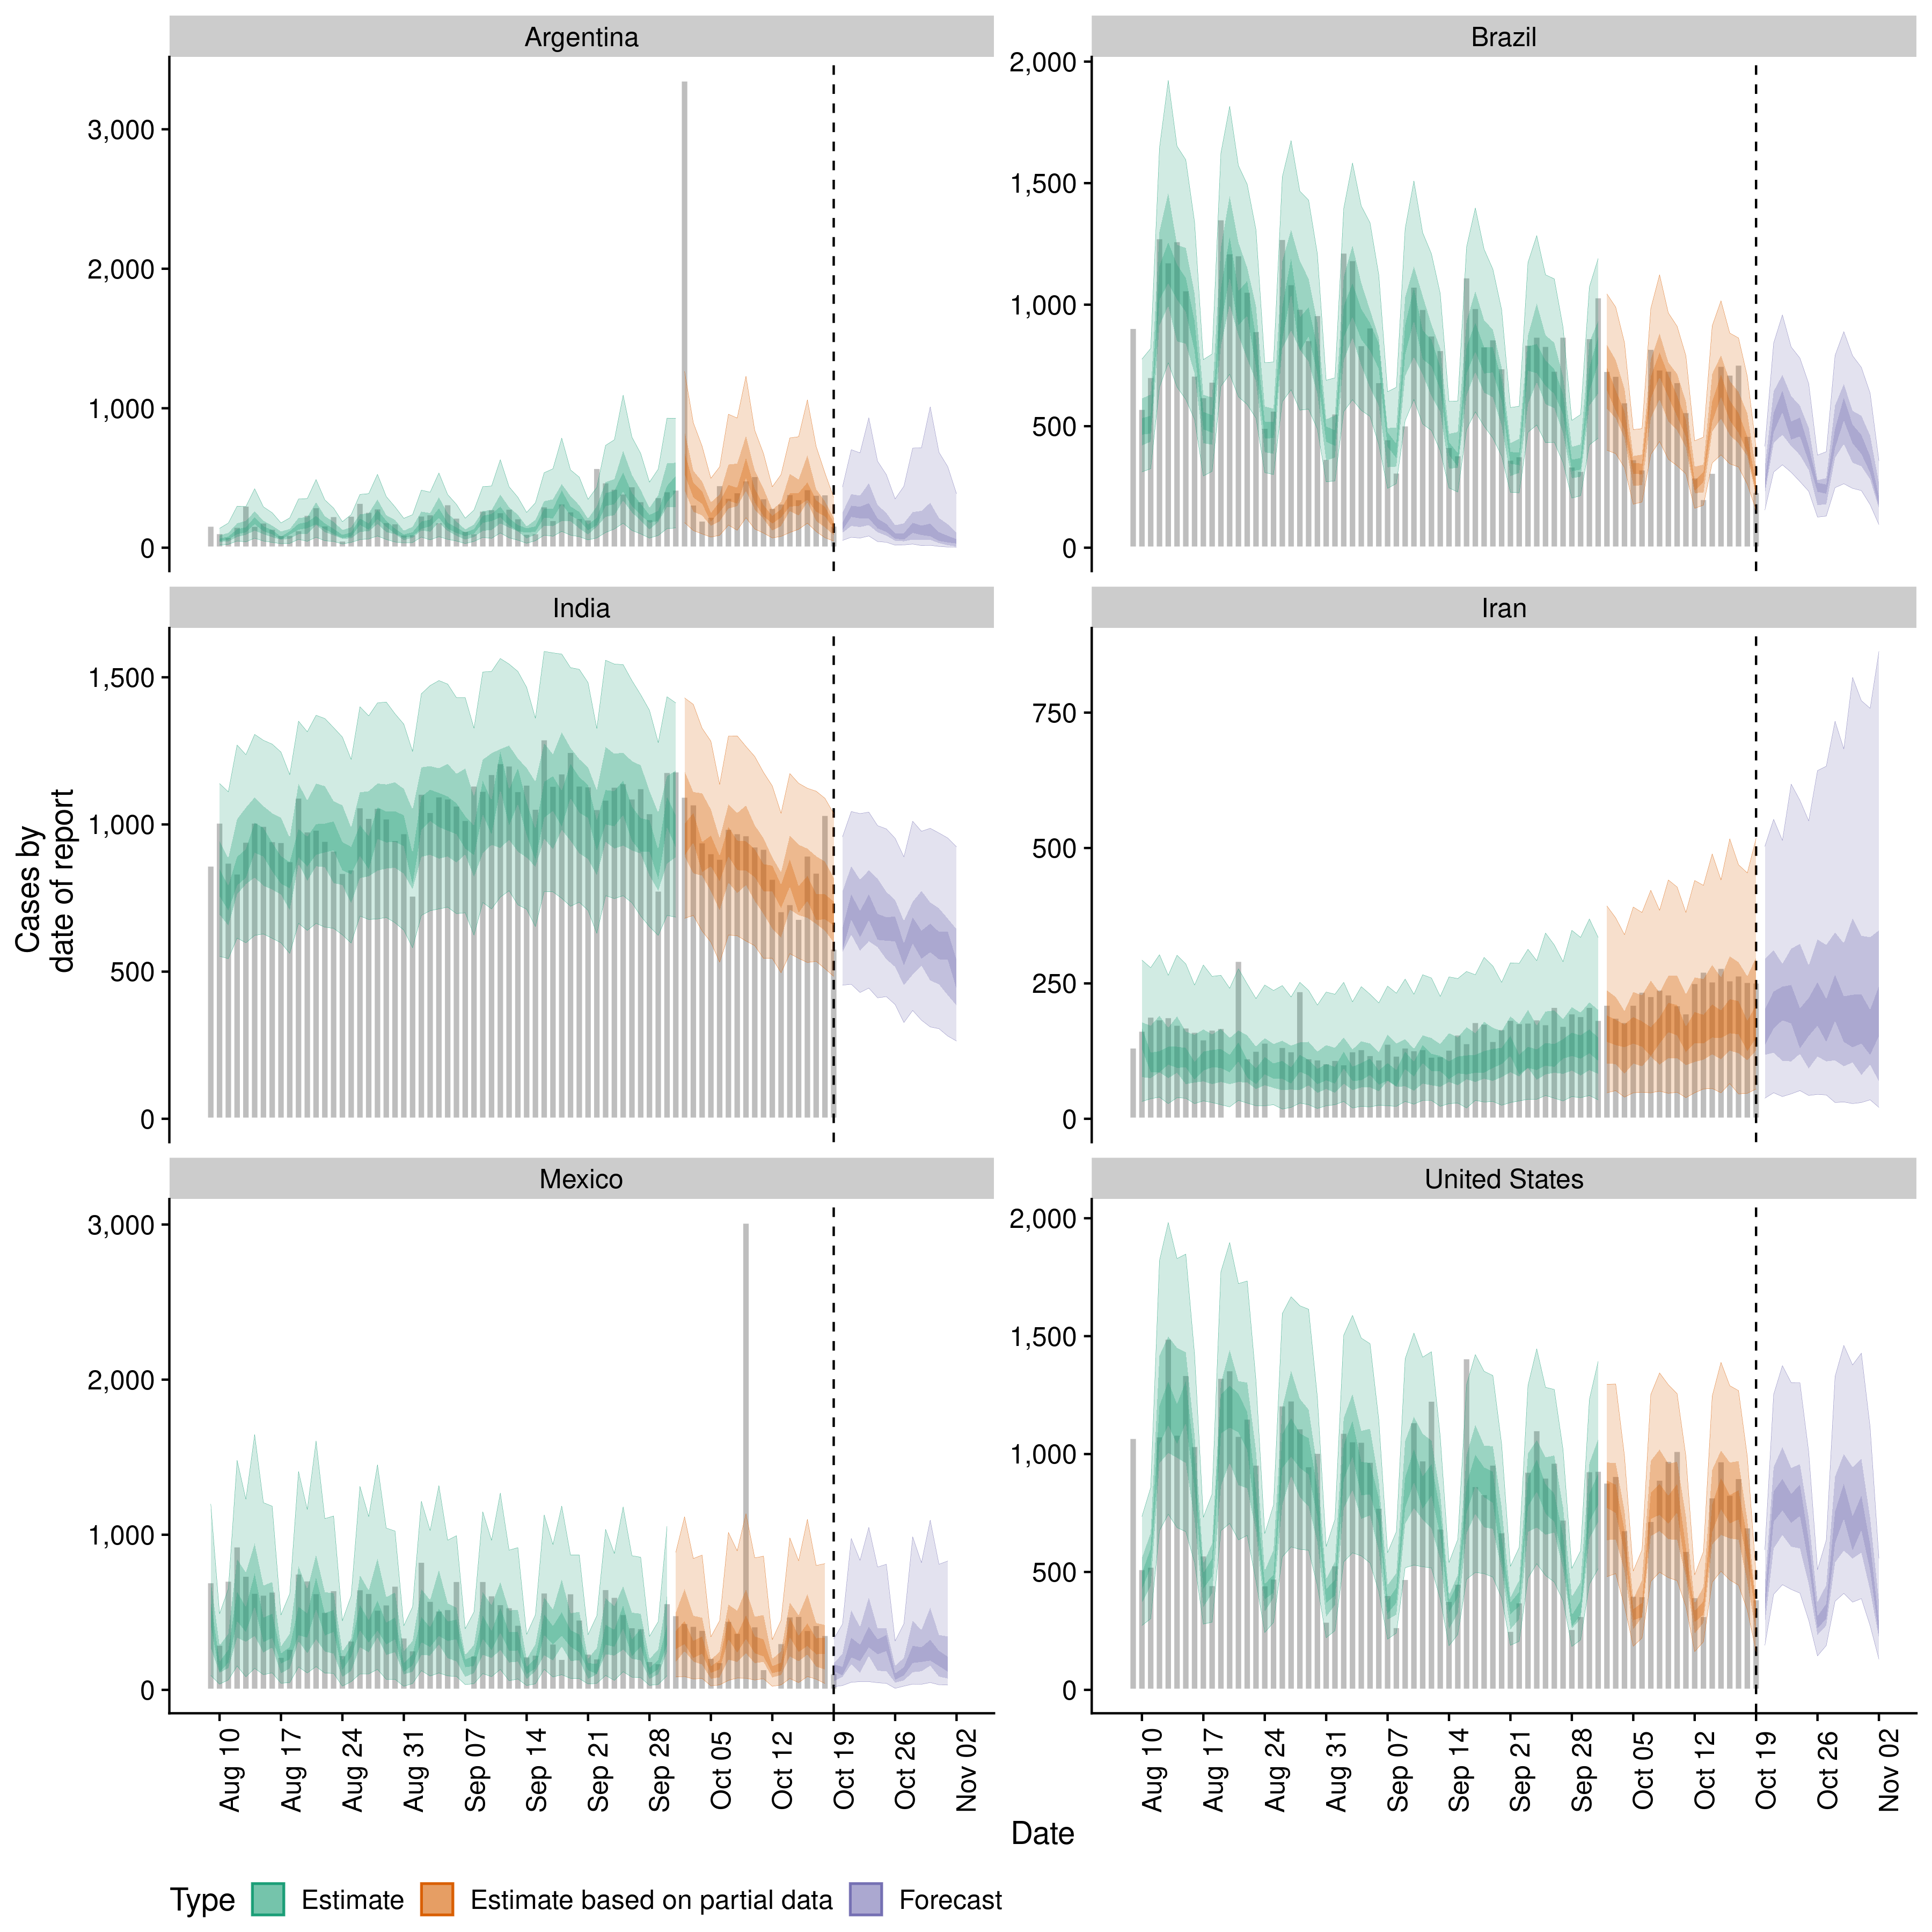 Argentina
Brazil
3,000
2,000
1,000
0
2,000
1,500
1,000
500
0
India
Iran
1,500
1,000
500
0
750
500
250
0
Cases by
date of report
Mexico
United States
3,000
2,000
1,000
0
2,000
1,500
1,000
500
0
Aug 10
Aug 17
Aug 24
Aug 31
Sep 07
Sep 14
Sep 21
Sep 28
Oct 05
Oct 12
Oct 19
Oct 26
Nov 02
Aug 10
Aug 17
Aug 24
Aug 31
Sep 07
Sep 14
Sep 21
Sep 28
Oct 05
Oct 12
Oct 19
Oct 26
Nov 02
Date
Type Estimate Estimate based on partial data Forecast